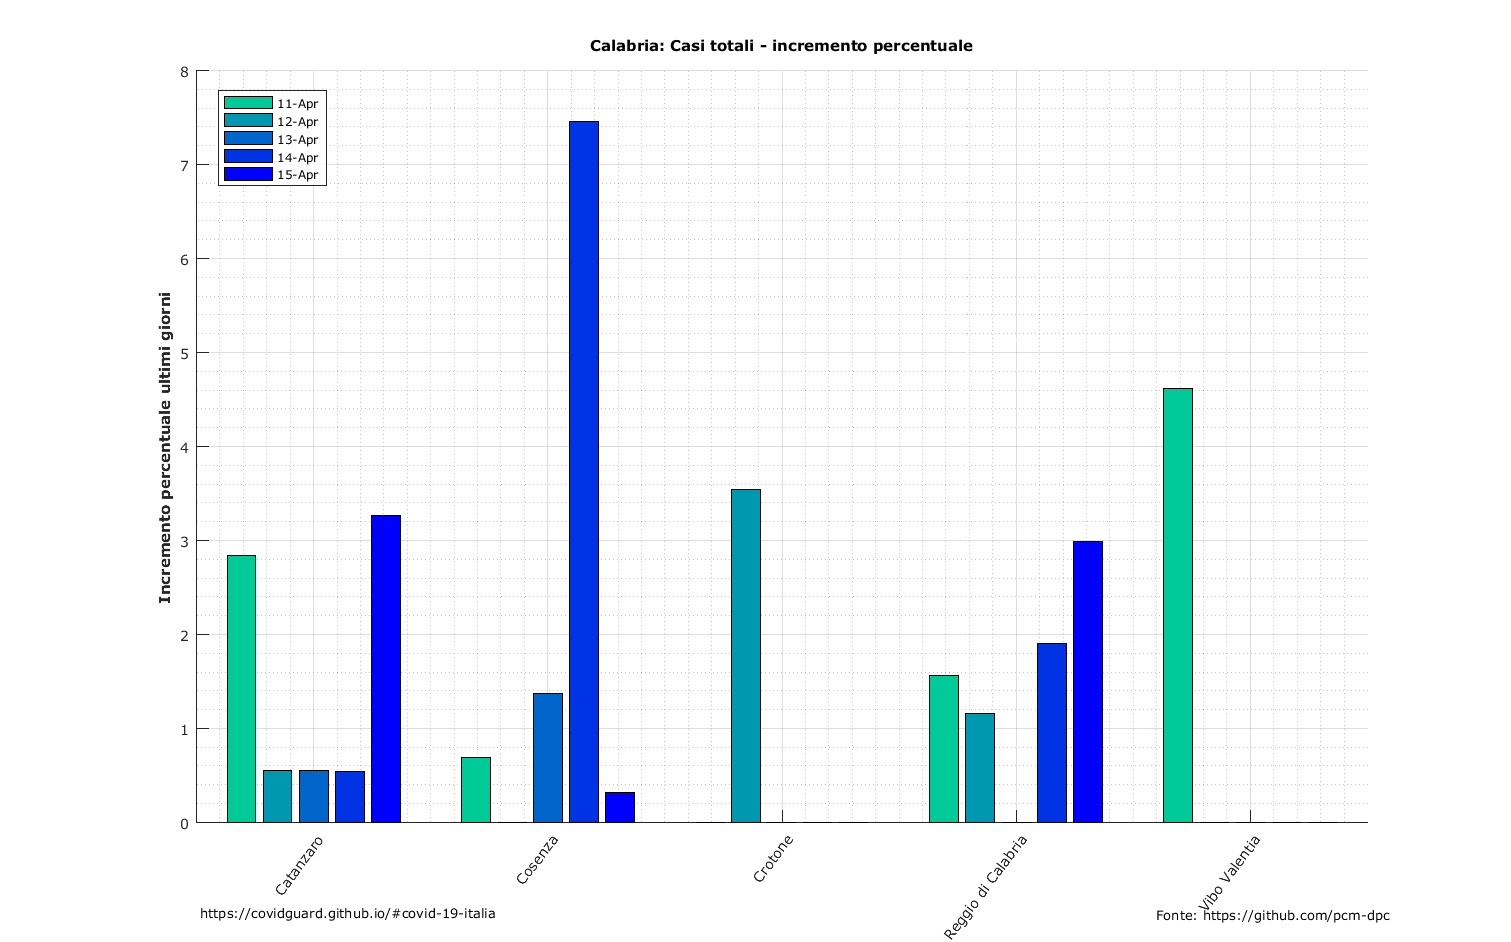 Calabria: Casi totali - incremento percentuale
8
7
6
5
4
3
2
1
0
11-Apr
12-Apr
13-Apr
14-Apr
15-Apr
Incremento percentuale ultimi giorni
Catanzaro
Cosenza
Crotone
Reggio di Calabria
Vibo Valentia
https://covidguard.github.io/#covid-19-italia
Fonte: https://github.com/pcm-dpc